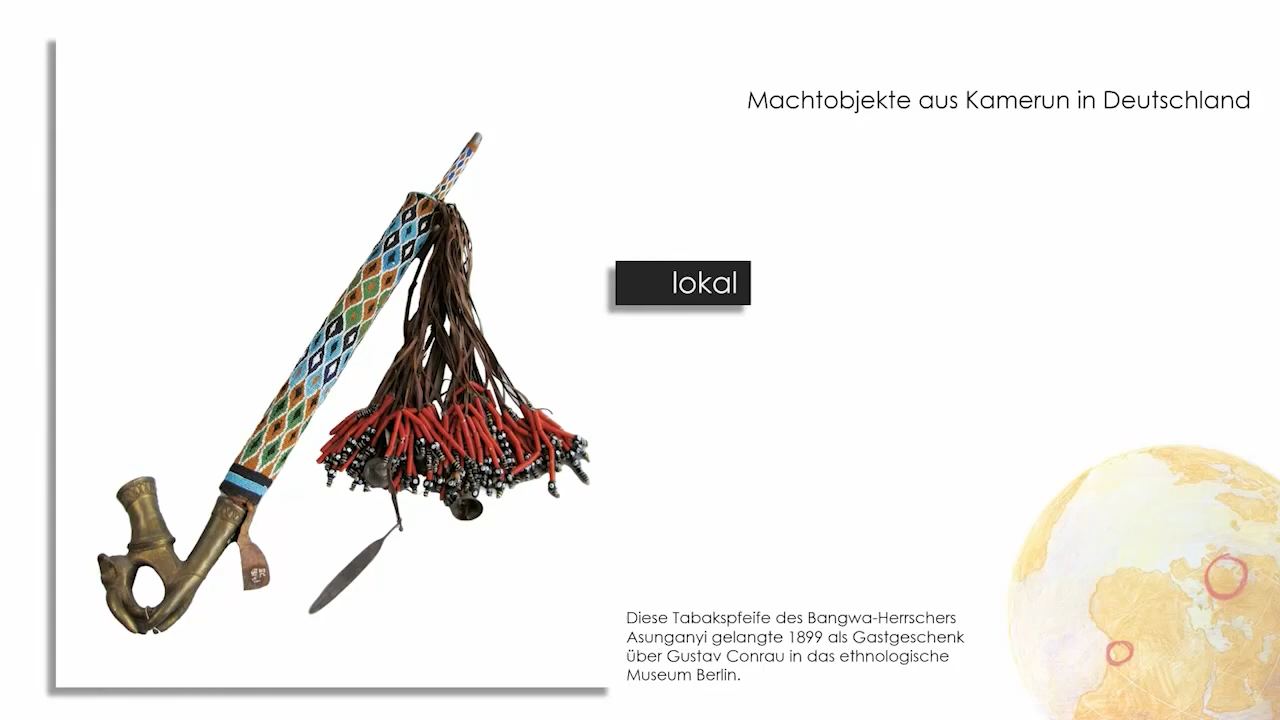 Machtobjekte aus Kamerun in Deutschland
lokal
Diese Tabakspfeife des Bangwa-Herrschers
Asunganyi gelangte 1899 als Gastgeschenk
über Gustav Conrau in das ethnologische
Museum Berlin.